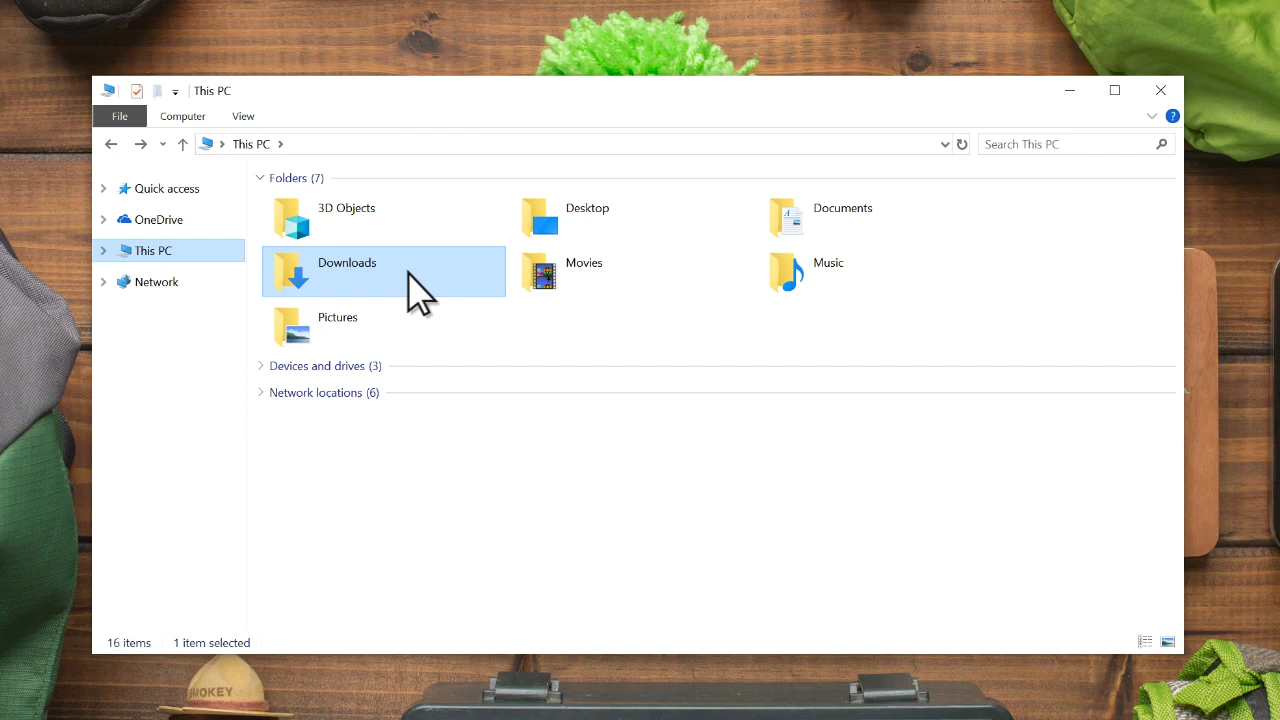 This PC
File Computer View ?
This PC Search This PC
Quick access
OneDrive
This PC
Network
Folders (7)
3D Objects Desktop Documents
Downloads Movies Music
Pictures
Devices and drives (3)
Network locations (6)
16 items 1 item selected
SMOKEY